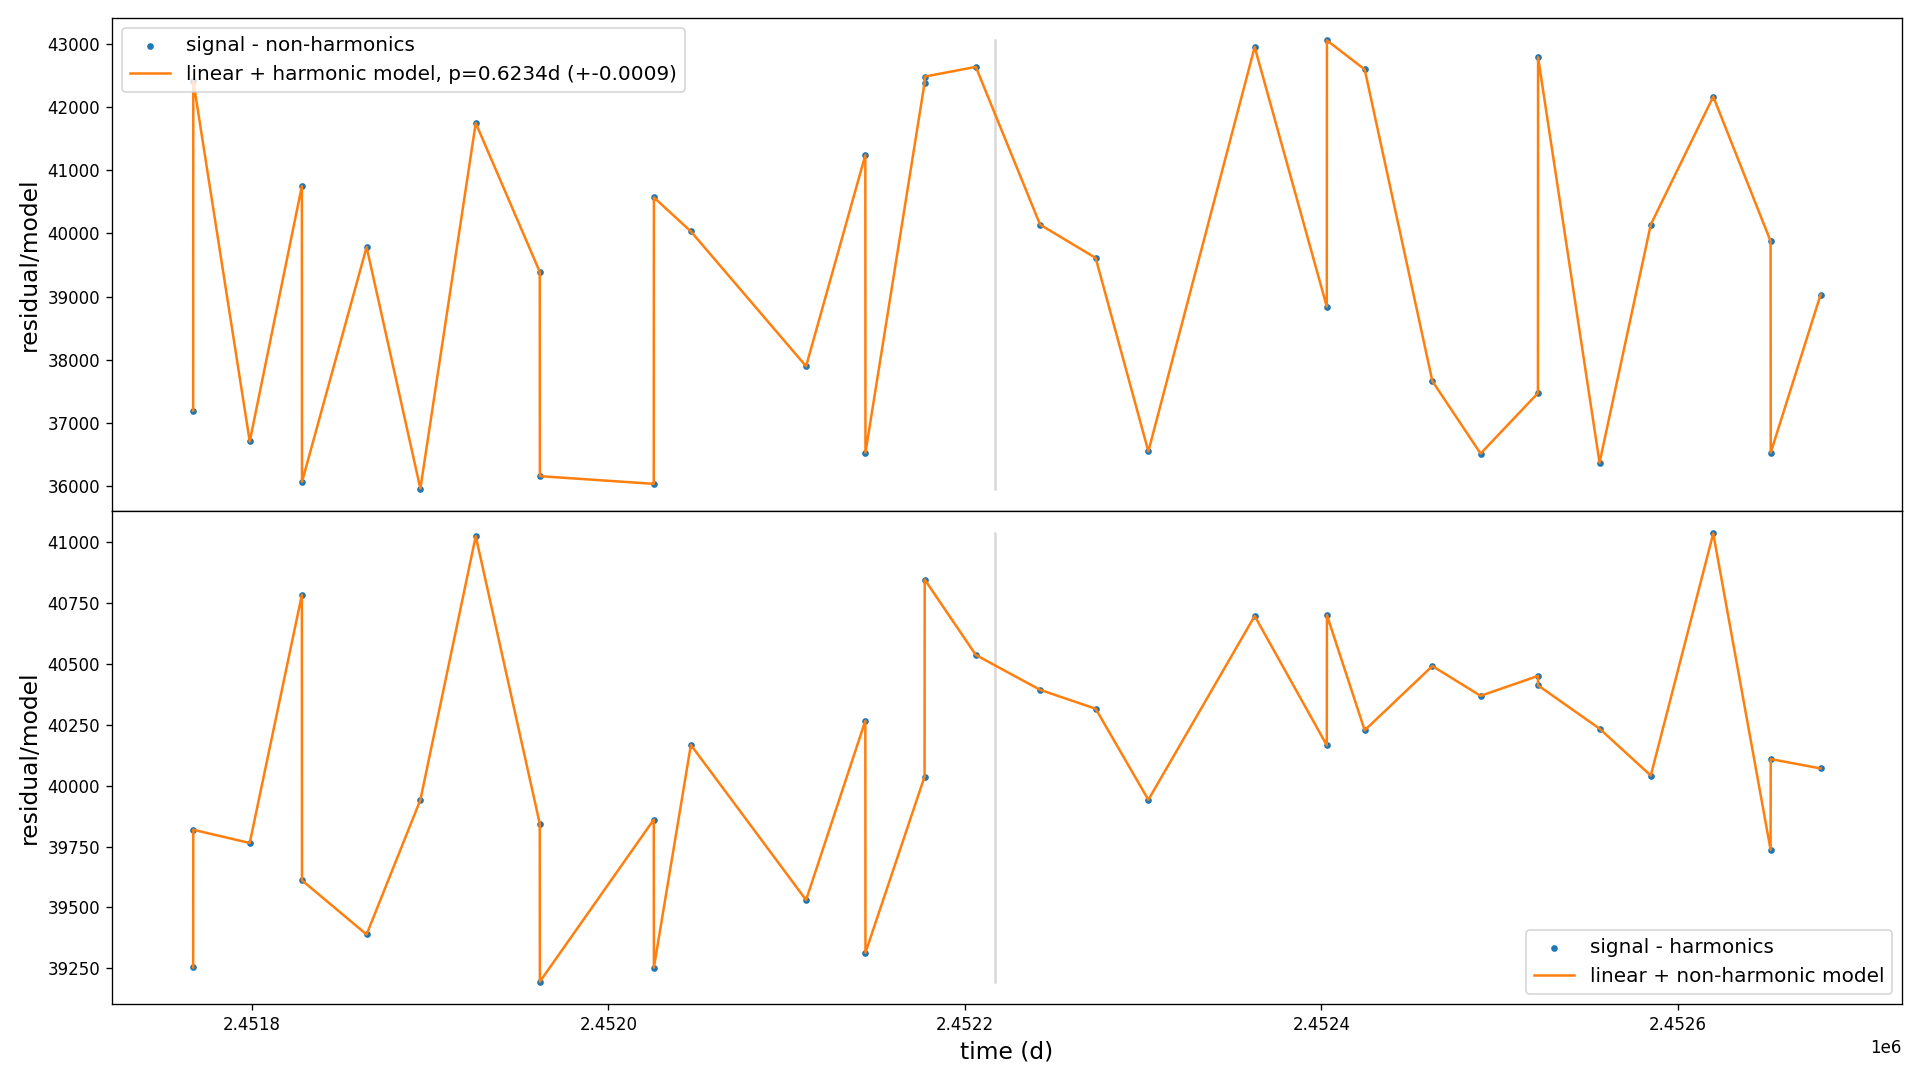 signal - non-harmonics
linear + harmonic model, p=0.6234d (+-0.0009)
43000
42000
41000
40000
39000
38000
37000
36000
residual/model
41000
40750
40500
40250
40000
39750
39500
39250
residual/model
signal - harmonics
linear + non-harmonic model
2.4518
2.4520
2.4522
2.4524
2.4526
1e6
time (d)